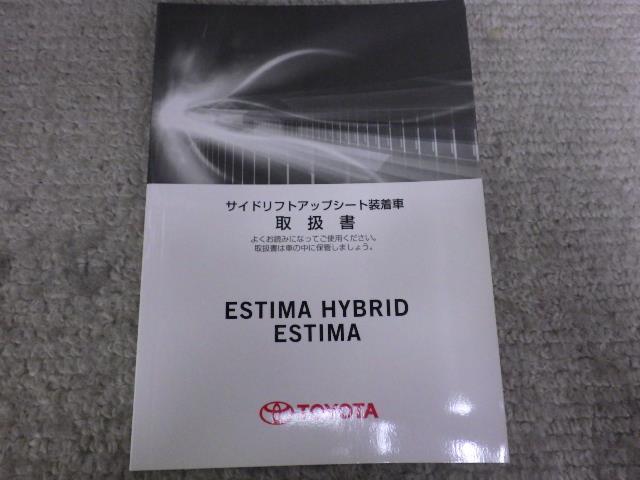 サイドリフトアップシート装着車
取扱書
よくお読みになってご使用ください。
取扱書は車の中に保管しましょう。
ESTIMA HYBRID
ESTIMA
TOYOTA